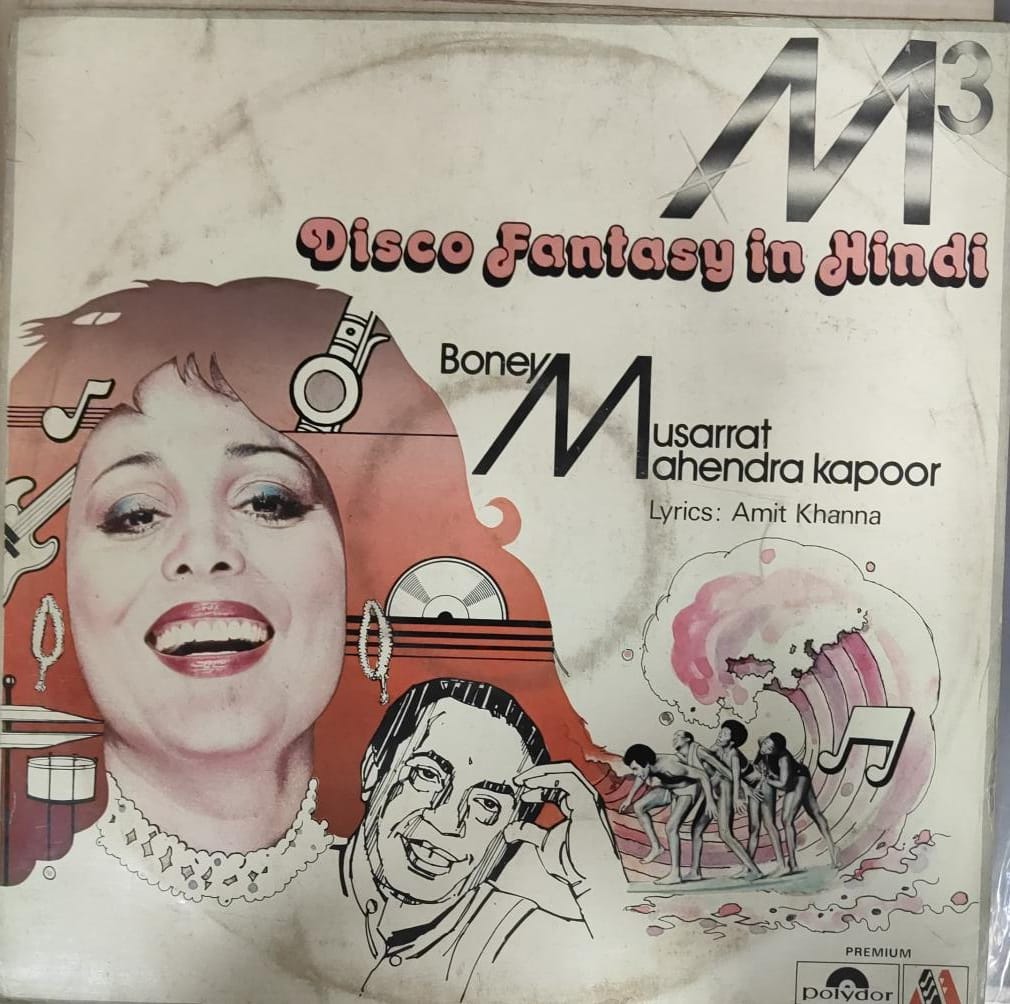 M3
Disco Fantasy in Hindi
Boney M
Musarrat
Mahendra kapoor
Lyrics: Amit Khanna
PREMIUM
polydor